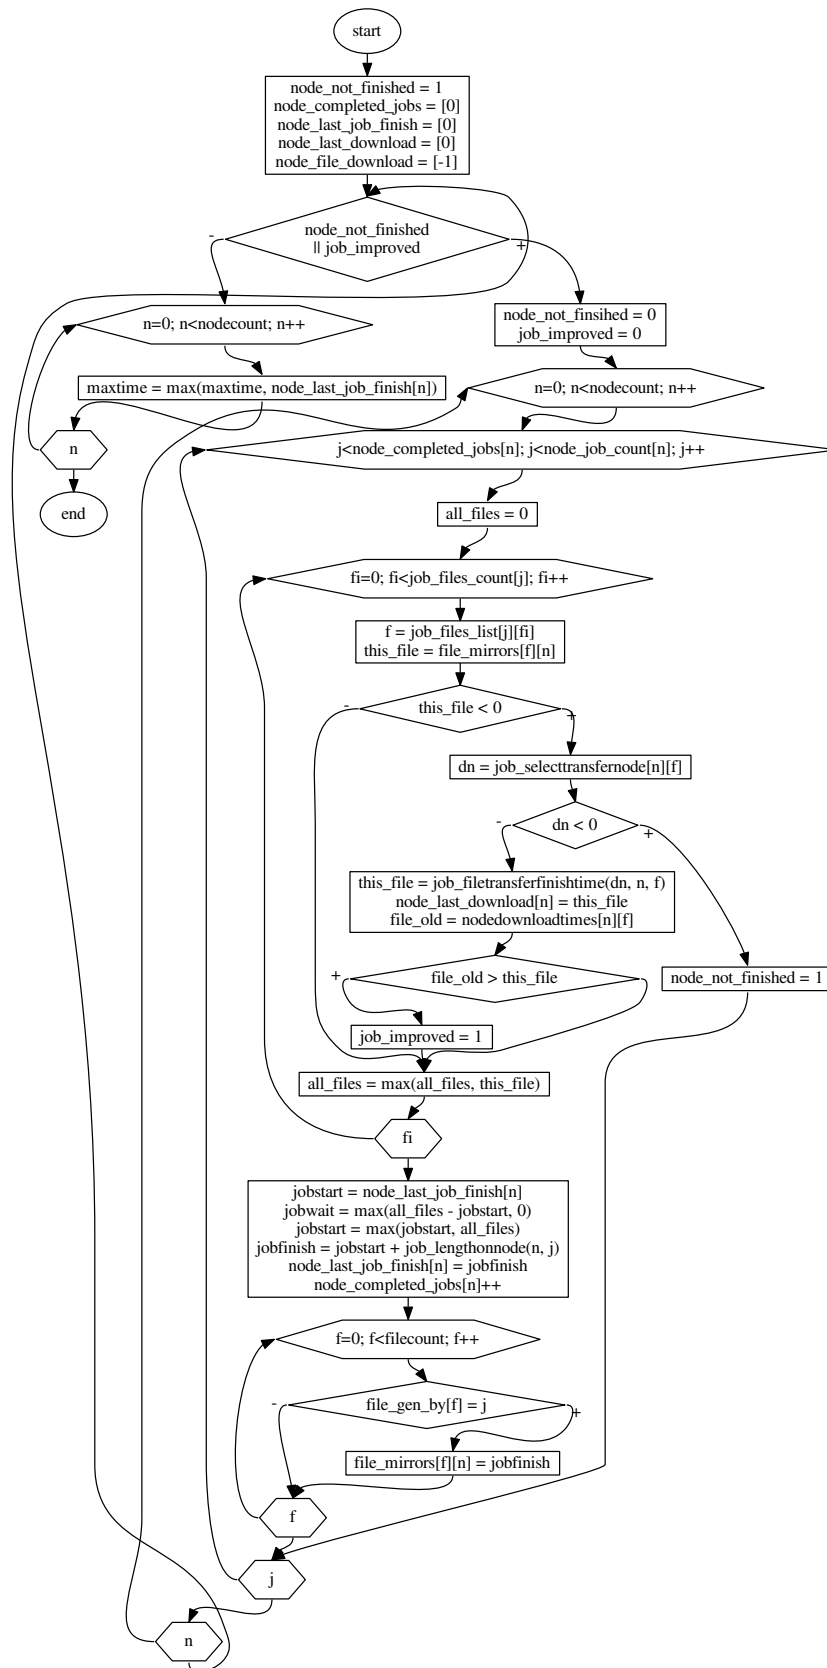 start
node_not_finished = 1
node_completed_jobs = [0]
node_last_job_finish = [0]
node_last_download = [0]
node_file_download = [-1]
node_not_finished
|| job_improved
-
+
n=0; n<nodecount; n++
node_not_finsihed = 0
job_improved = 0
maxtime = max(maxtime, node_last_job_finish[n])
n=0; n<nodecount; n++
n
j<node_completed_jobs[n]; j<node_job_count[n]; j++
end
all_files = 0
fi=0; fi<job_files_count[j]; fi++
f = job_files_list[j][fi]
this_file = file_mirrors[f][n]
this_file < 0
-
+
dn = job_selecttransfernode[n][f]
dn < 0
-
+
this_file = job_filetransferfinishtime(dn, n, f)
node_last_download[n] = this_file
file_old = nodedownloadtimes[n][f]
file_old > this_file
+
node_not_finished = 1
job_improved = 1
all_files = max(all_files, this_file)
fi
jobstart = node_last_job_finish[n]
jobwait = max(all_files - jobstart, 0)
jobstart = max(jobstart, all_files)
jobfinish = jobstart + job_lengthonnode(n, j)
node_last_job_finish[n] = jobfinish
node_completed_jobs[n]++
f=0; f<filecount; f++
file_gen_by[f] = j
-
+
file_mirrors[f][n] = jobfinish
f
j
n